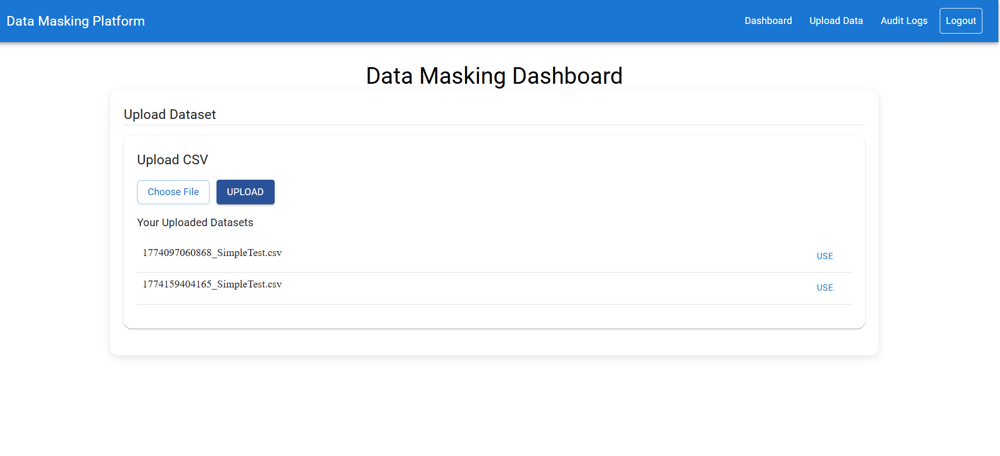 Data Masking Platform Dashboard Upload Data Audit Logs Logout
Data Masking Dashboard
Upload Dataset
Upload CSV
Choose File UPLOAD
Your Uploaded Datasets
1774097060868_SimpleTest.csv USE
1774159404165_SimpleTest.csv USE